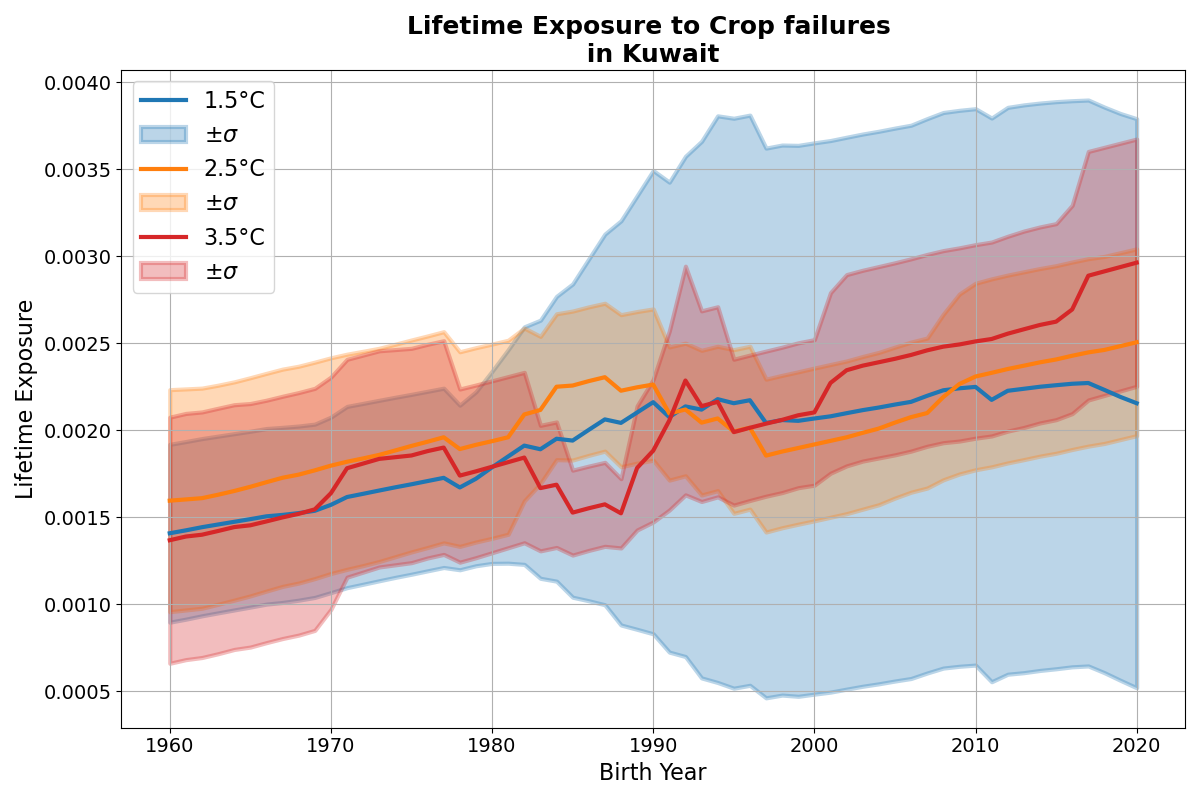 Lifetime Exposure to Crop failures
in Kuwait
1.5°C
±σ
2.5°C
±σ
3.5°C
±σ
Lifetime Exposure
0.0040
0.0035
0.0030
0.0025
0.0020
0.0015
0.0010
0.0005
1960 1970 1980 1990 2000 2010 2020
Birth Year